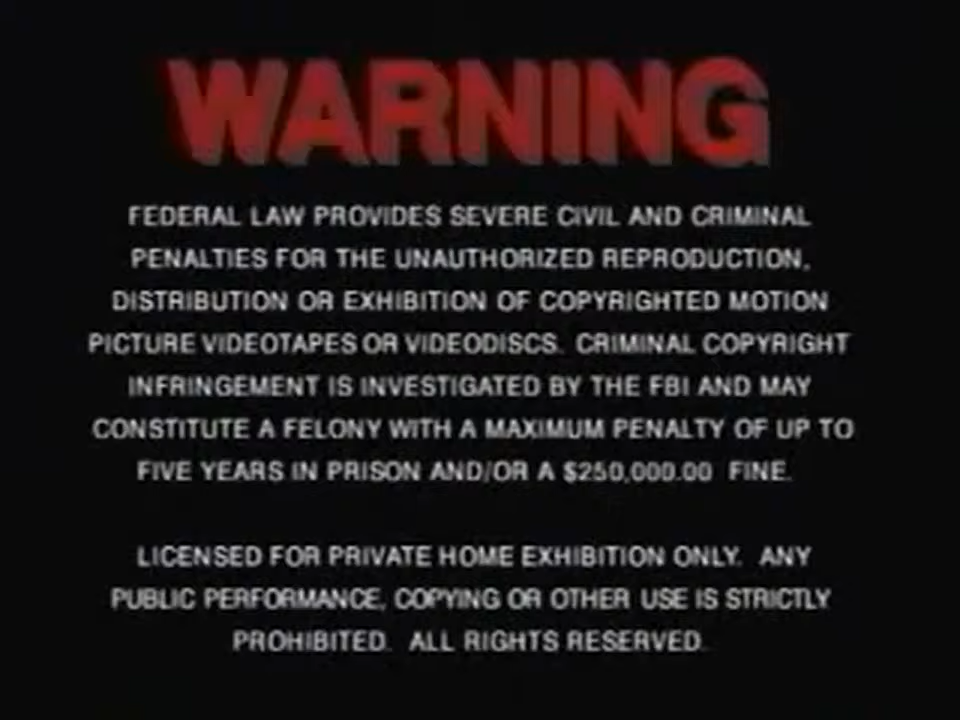 WARNING
FEDERAL LAW PROVIDES SEVERE CIVIL AND CRIMINAL
PENALTIES FOR THE UNAUTHORIZED REPRODUCTION,
DISTRIBUTION OR EXHIBITION OF COPYRIGHTED MOTION
PICTURE VIDEOTAPES OR VIDEODISCS. CRIMINAL COPYRIGHT
INFRINGEMENT IS INVESTIGATED BY THE FBI AND MAY
CONSTITUTE A FELONY WITH A MAXIMUM PENALTY OF UP TO
FIVE YEARS IN PRISON AND/OR A $250,000.00 FINE.
LICENSED FOR PRIVATE HOME EXHIBITION ONLY. ANY
PUBLIC PERFORMANCE, COPYING OR OTHER USE IS STRICTLY
PROHIBITED. ALL RIGHTS RESERVED.